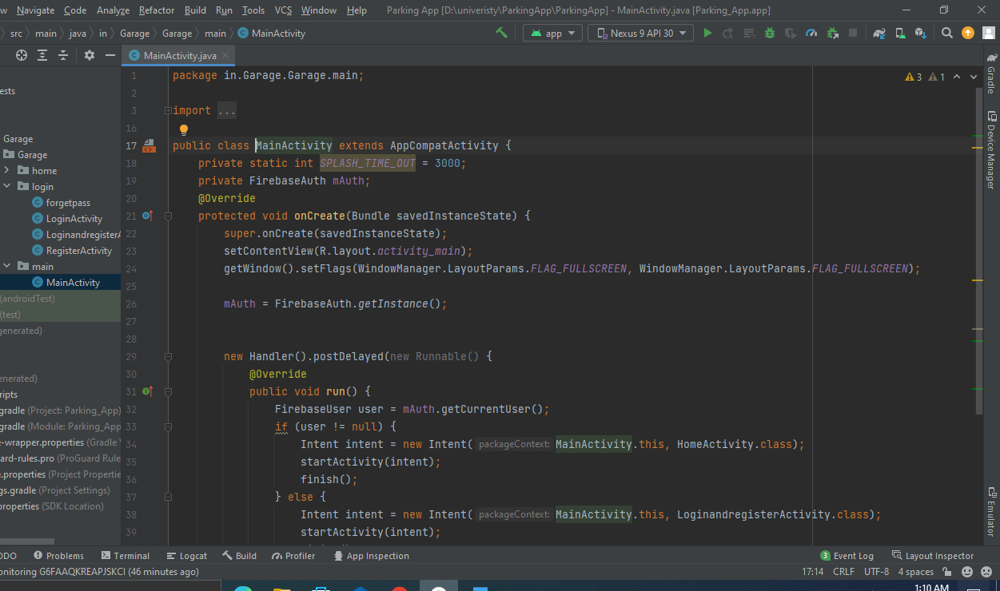 w Navigate Code Analyze Refactor Build Run Tools VCS Window Help Parking App [D:\univeristy\ParkingApp\ParkingApp] - MainActivity.java [Parking_App.app]
src main java in Garage Garage main MainActivity app Nexus 9 API 30
MainActivity.java
ests
Garage
Garage
home
login
forgetpass
LoginActivity
LoginandregisterA
RegisterActivity
main
MainActivity
(androidTest)
(test)
generated)
enerated)
ripts
gradle (Project: Parking_App)
gradle (Module: Parking_App
e-wrapper.properties (Gradle
ard-rules.pro (ProGuard Rule
e.properties (Project Propertie
gs.gradle (Project Settings)
properties (SDK Location)
1 package in.Garage.Garage.main;
2
3 import ...
16
17 public class MainActivity extends AppCompatActivity {
18 private static int SPLASH_TIME_OUT = 3000;
19 private FirebaseAuth mAuth;
20 @Override
21 protected void onCreate(Bundle savedInstanceState) {
22 super.onCreate(savedInstanceState);
23 setContentView(R.layout.activity_main);
24 getWindow().setFlags(WindowManager.LayoutParams.FLAG_FULLSCREEN, WindowManager.LayoutParams.FLAG_FULLSCREEN);
25
26 mAuth = FirebaseAuth.getInstance();
27
28
29 new Handler().postDelayed(new Runnable() {
30 @Override
31 public void run() {
32 FirebaseUser user = mAuth.getCurrentUser();
33 if (user != null) {
34 Intent intent = new Intent( packageContext: MainActivity.this, HomeActivity.class);
35 startActivity(intent);
36 finish();
37 } else {
38 Intent intent = new Intent( packageContext: MainActivity.this, LoginandregisterActivity.class);
39 startActivity(intent);
3 1
Gradle
Device Manager
Emulator
ODO Problems Terminal Logcat Build Profiler App Inspection 3 Event Log Layout Inspector
onitoring G6FAAQKREAPJSKCI (46 minutes ago) 17:14 CRLF UTF-8 4 spaces
1:10 AM